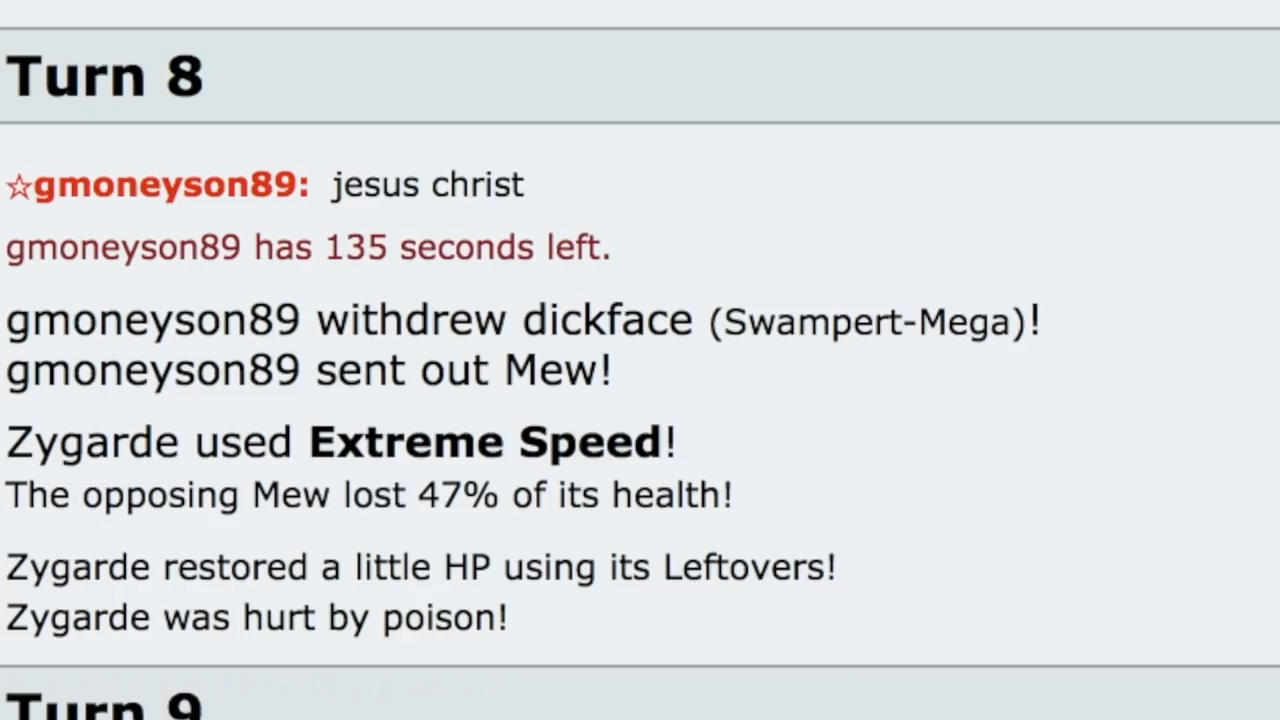 Turn 8
☆gmoneyson89: jesus christ
gmoneyson89 has 135 seconds left.
gmoneyson89 withdrew dickface (Swampert-Mega)!
gmoneyson89 sent out Mew!
Zygarde used Extreme Speed!
The opposing Mew lost 47% of its health!
Zygarde restored a little HP using its Leftovers!
Zygarde was hurt by poison!
Turn 9